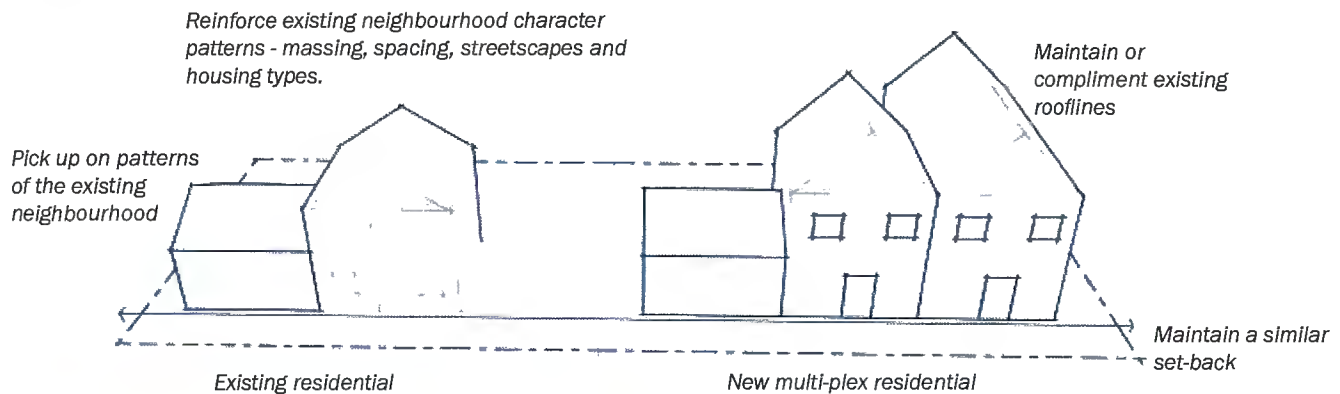 Reinforce existing neighbourhood character
patterns - massing, spacing, streetscapes and
housing types.
Maintain or
compliment existing
rooflines
Pick up on patterns
of the existing
neighbourhood
Maintain a similar
set-back
Existing residential
New multi-plex residential